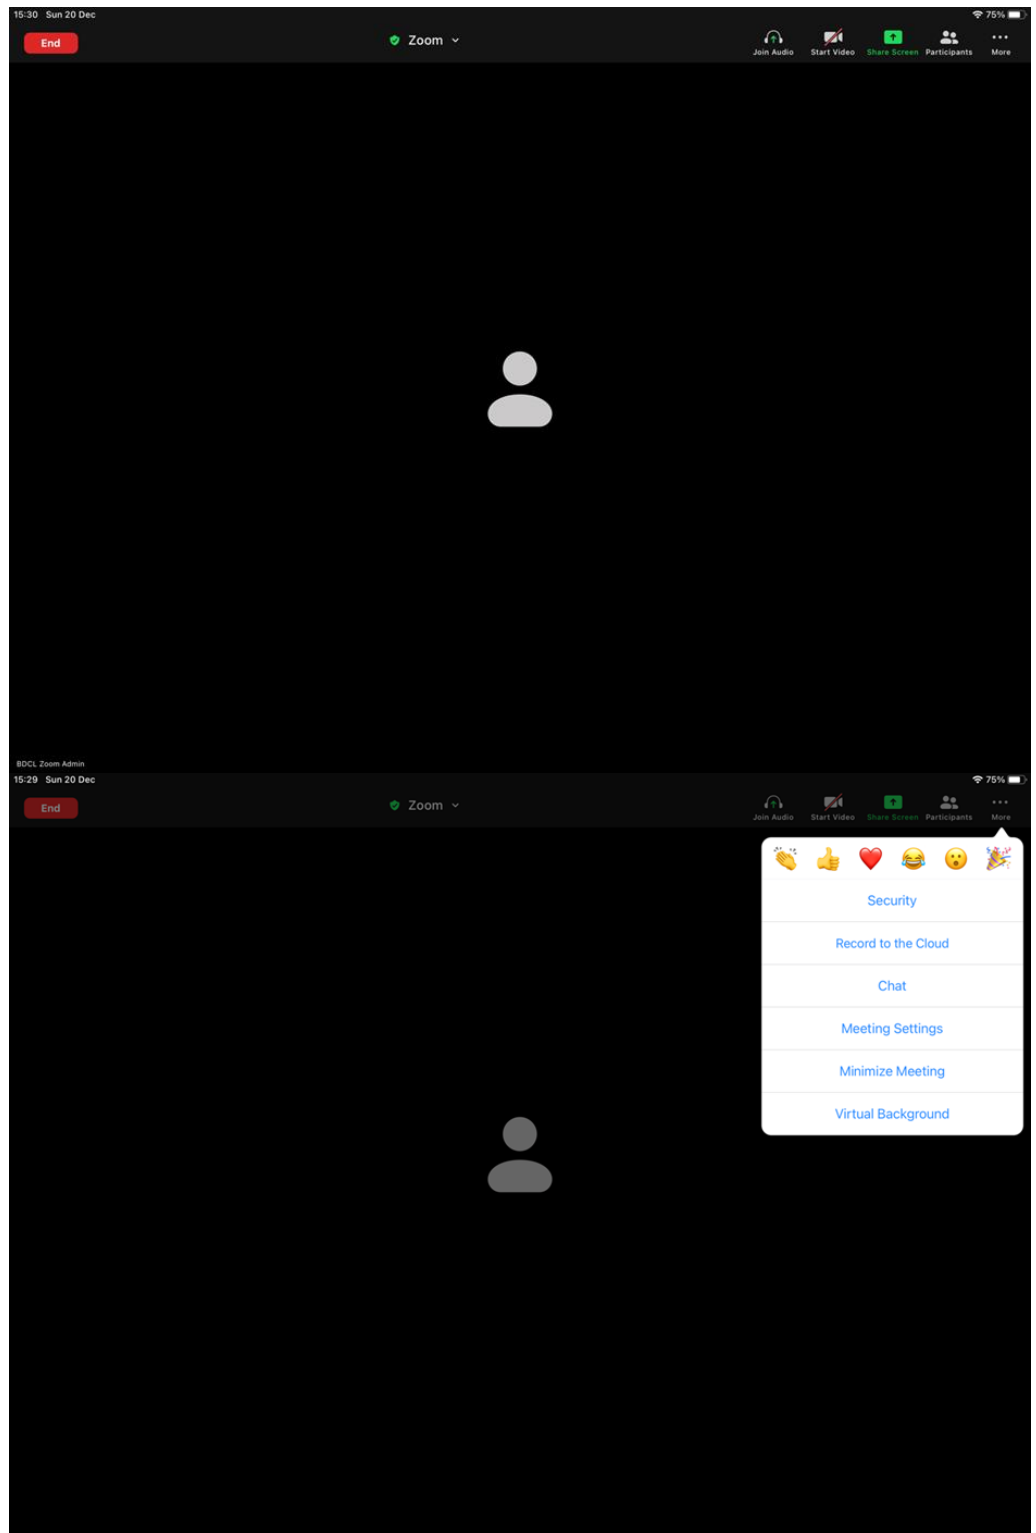 15:30 Sun 20 Dec 75%
End Zoom Join Audio Start Video Share Screen Participants More
BDCL Zoom Admin
15:29 Sun 20 Dec 75%
End Zoom Join Audio Start Video Share Screen Participants More
Security
Record to the Cloud
Chat
Meeting Settings
Minimize Meeting
Virtual Background